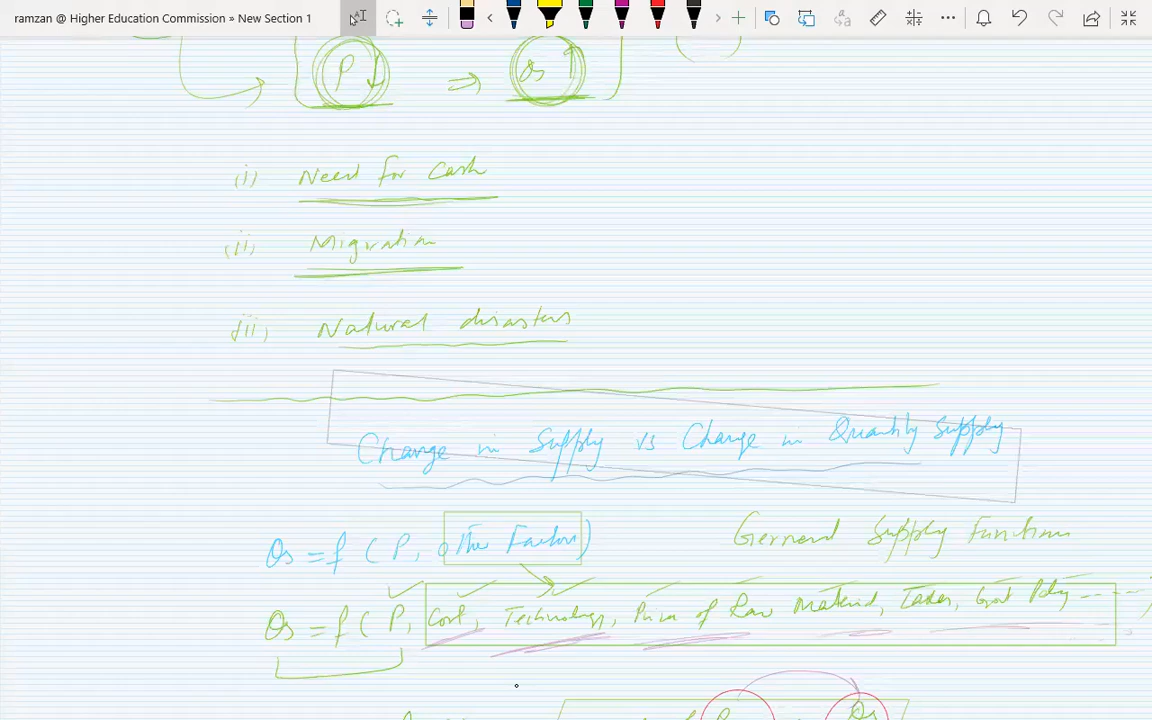 ramzan @ Higher Education Commission » New Section 1
P↓ ⇒ Qs ↑
(i) Need for Cash
(ii) Migration
(iii) Natural disasters
Change in Supply vs Change in Quantity Supply
Qs = f (P, other Factors) General Supply Function
Qs = f (P, Cost, Technology, Price of Raw Material, Taxes, Govt Policy -----)
Qs